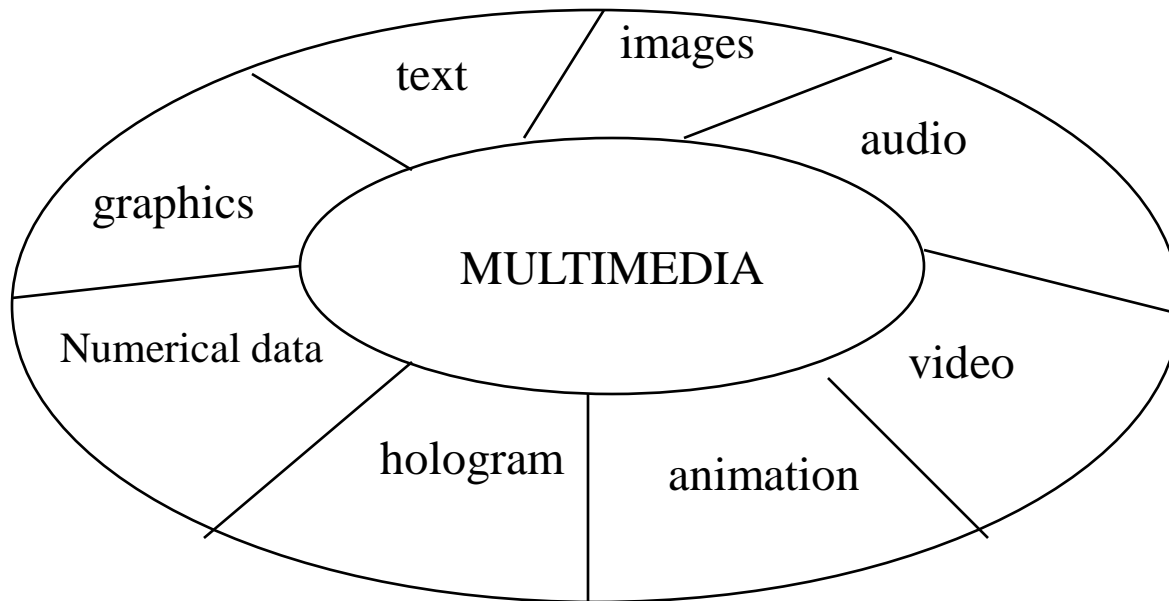 images
text
audio
graphics
MULTIMEDIA
Numerical data
video
hologram
animation